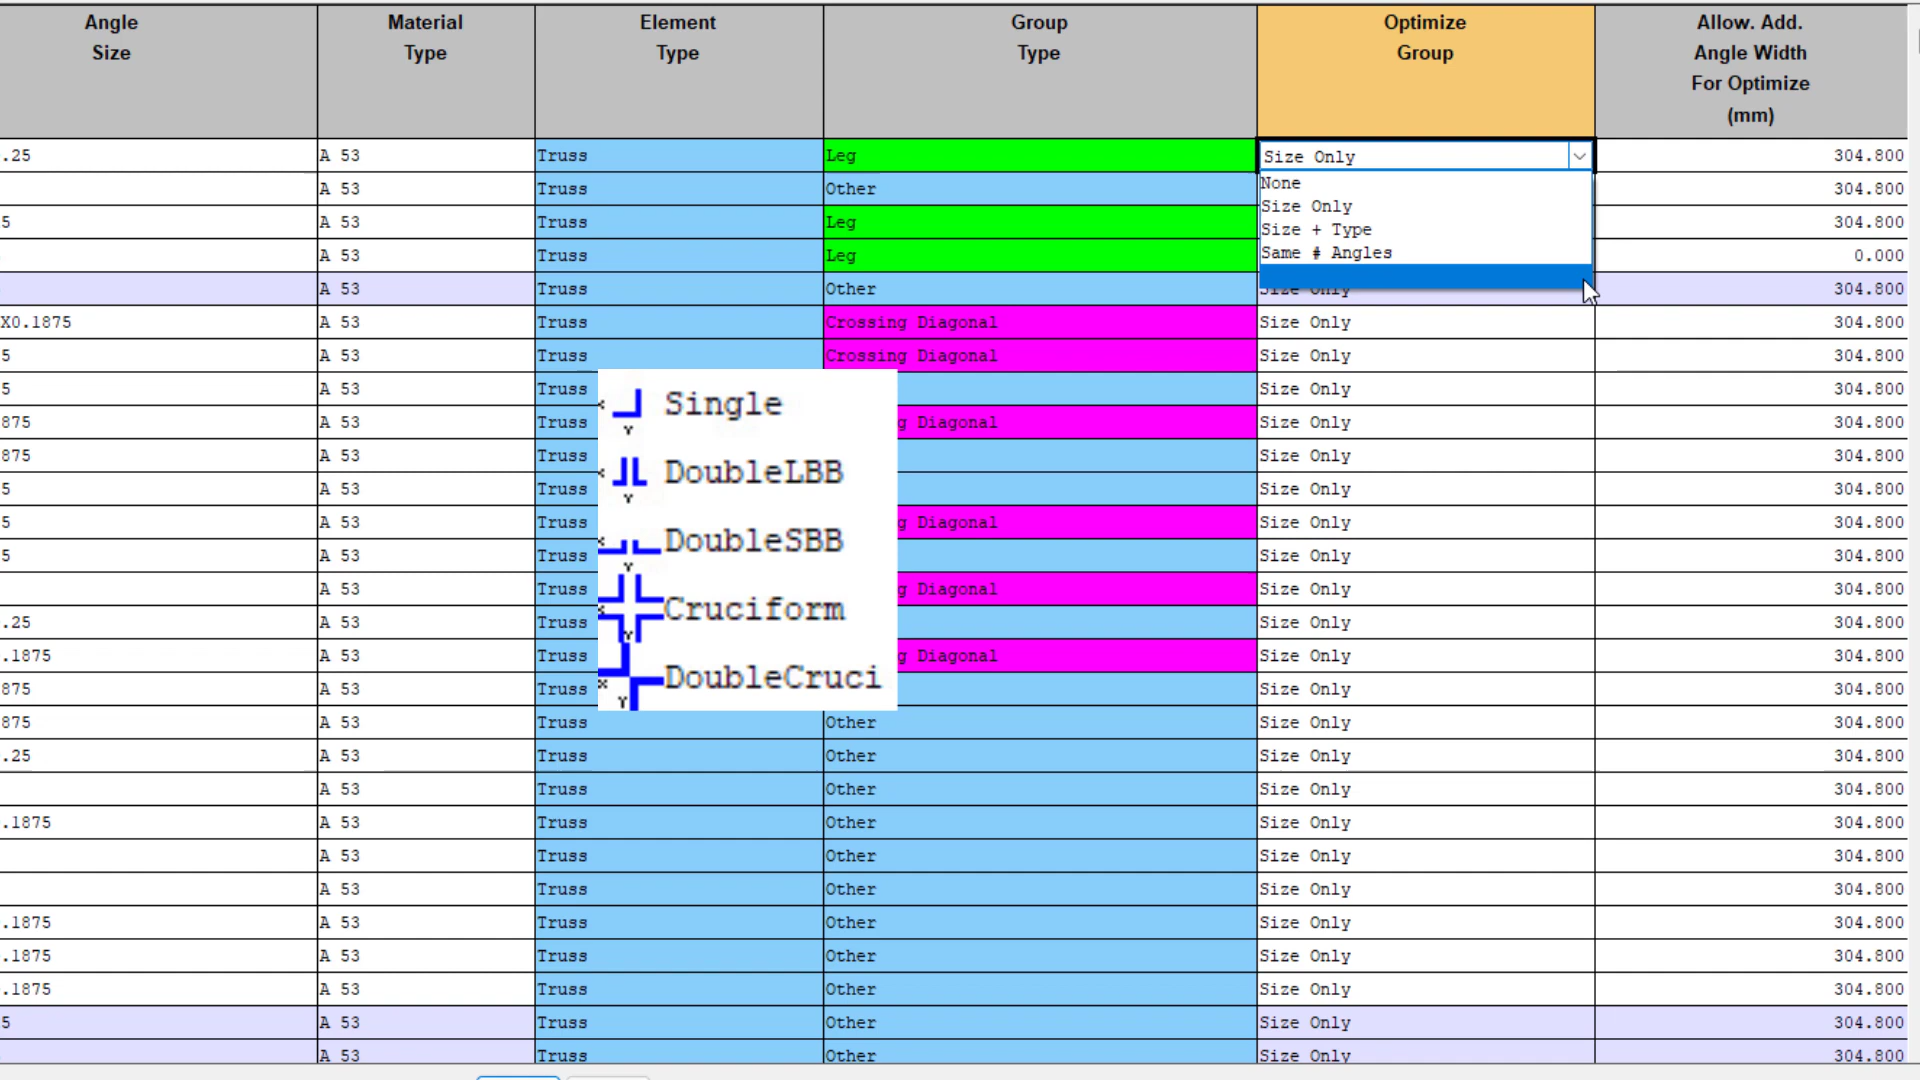 Angle Size
Material Type
Element Type
Group Type
Optimize Group
Allow. Add. Angle Width For Optimize (mm)
.25 A 53 Truss Leg Size Only 304.800
A 53 Truss Other 304.800
5 A 53 Truss Leg 304.800
A 53 Truss Leg 0.000
A 53 Truss Other Size Only 304.800
None
Size Only
Size + Type
Same # Angles
X0.1875 A 53 Truss Crossing Diagonal Size Only 304.800
5 A 53 Truss Crossing Diagonal Size Only 304.800
5 A 53 Truss Size Only 304.800
875 A 53 Truss g Diagonal Size Only 304.800
875 A 53 Truss Size Only 304.800
5 A 53 Truss Size Only 304.800
5 A 53 Truss g Diagonal Size Only 304.800
5 A 53 Truss Size Only 304.800
A 53 Truss g Diagonal Size Only 304.800
.25 A 53 Truss Size Only 304.800
.1875 A 53 Truss g Diagonal Size Only 304.800
875 A 53 Truss Size Only 304.800
X Y Single
X Y DoubleLBB
X Y DoubleSBB
X Y Cruciform
X Y DoubleCruci
875 A 53 Truss Other Size Only 304.800
.25 A 53 Truss Other Size Only 304.800
A 53 Truss Other Size Only 304.800
.1875 A 53 Truss Other Size Only 304.800
A 53 Truss Other Size Only 304.800
A 53 Truss Other Size Only 304.800
.1875 A 53 Truss Other Size Only 304.800
.1875 A 53 Truss Other Size Only 304.800
.1875 A 53 Truss Other Size Only 304.800
5 A 53 Truss Other Size Only 304.800
A 53 Truss Other Size Only 304.800